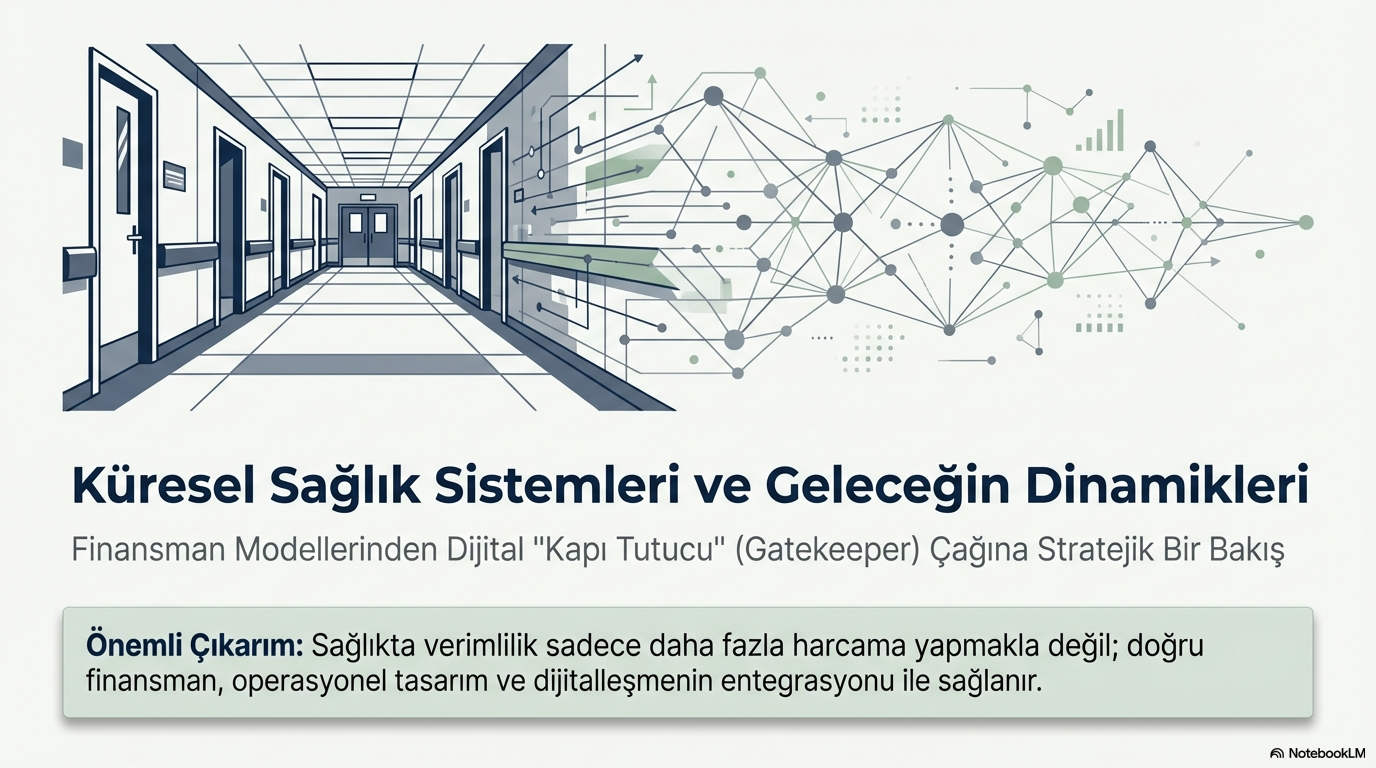 Küresel Sağlık Sistemleri ve Geleceğin Dinamikleri
Finansman Modellerinden Dijital "Kapı Tutucu" (Gatekeeper) Çağına Stratejik Bir Bakış
Önemli Çıkarım: Sağlıkta verimlilik sadece daha fazla harcama yapmakla değil; doğru
finansman, operasyonel tasarım ve dijitalleşmenin entegrasyonu ile sağlanır.
NotebookLM